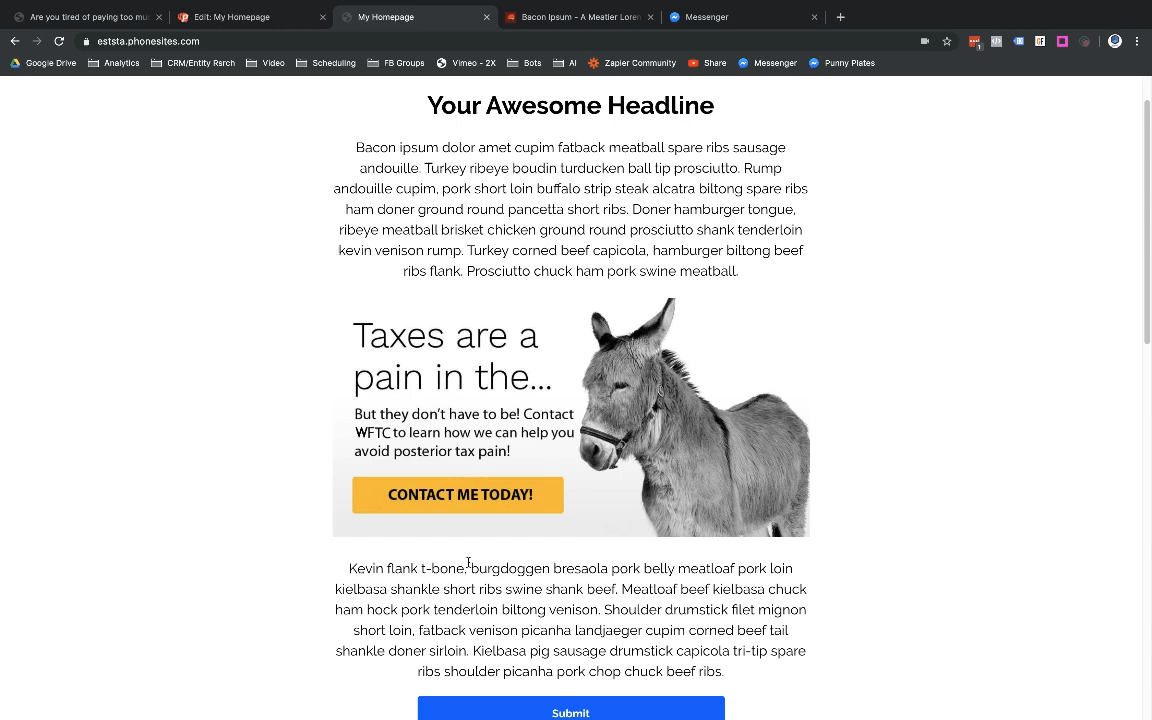 Are you tired of paying too mu
Edit: My Homepage
My Homepage
Bacon Ipsum - A Meatier Loren
Messenger
eststa.phonesites.com
Google Drive
Analytics
CRM/Entity Rsrch
Video
Scheduling
FB Groups
Vimeo - 2X
Bots
AI
Zapier Community
Share
Messenger
Punny Plates
Your Awesome Headline
Bacon ipsum dolor amet cupim fatback meatball spare ribs sausage
andouille. Turkey ribeye boudin turducken ball tip prosciutto. Rump
andouille cupim, pork short loin buffalo strip steak alcatra biltong spare ribs
ham doner ground round pancetta short ribs. Doner hamburger tongue,
ribeye meatball brisket chicken ground round prosciutto shank tenderloin
kevin venison rump. Turkey corned beef capicola, hamburger biltong beef
ribs flank. Prosciutto chuck ham pork swine meatball.
Taxes are a
pain in the...
But they don't have to be! Contact
WFTC to learn how we can help you
avoid posterior tax pain!
CONTACT ME TODAY!
Kevin flank t-bone, burgdoggen bresaola pork belly meatloaf pork loin
kielbasa shankle short ribs swine shank beef. Meatloaf beef kielbasa chuck
ham hock pork tenderloin biltong venison. Shoulder drumstick filet mignon
short loin, fatback venison picanha landjaeger cupim corned beef tail
shankle doner sirloin. Kielbasa pig sausage drumstick capicola tri-tip spare
ribs shoulder picanha pork chop chuck beef ribs.
Submit